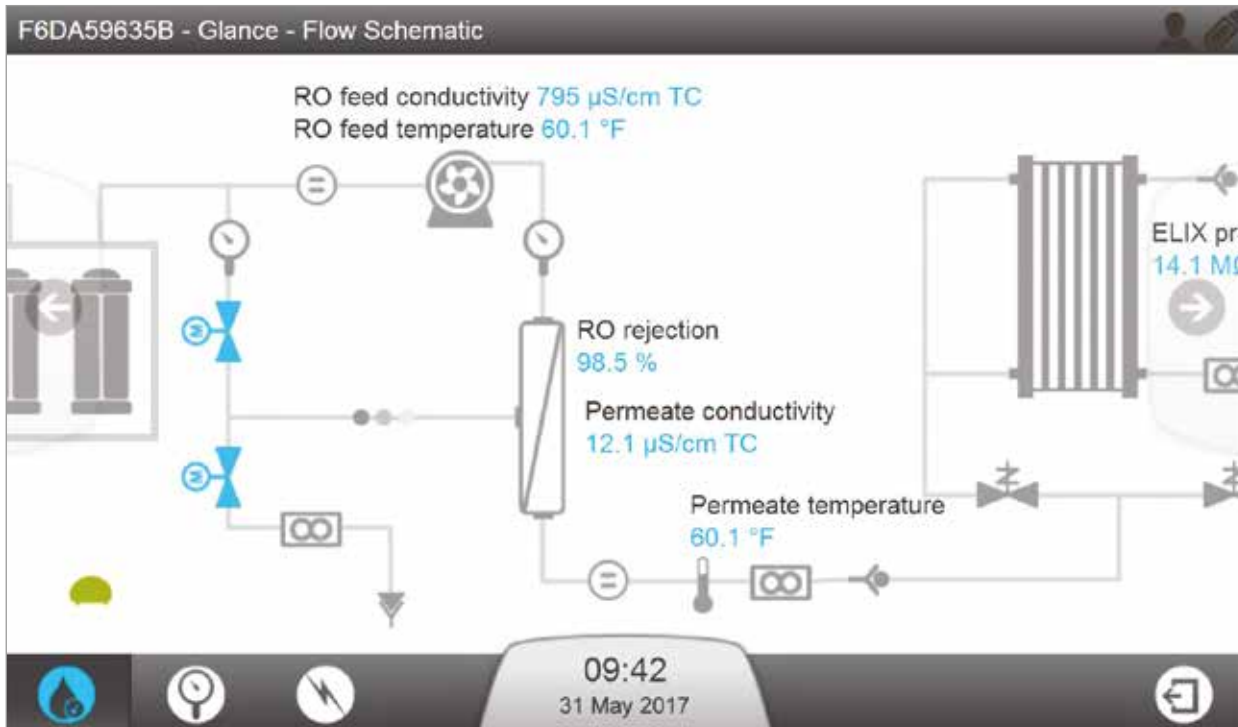 F6DA59635B - Glance - Flow Schematic
RO feed conductivity 795 µS/cm TC
RO feed temperature 60.1 °F
ELIX pr
14.1 MΩ
RO rejection
98.5 %
Permeate conductivity
12.1 µS/cm TC
Permeate temperature
60.1 °F
M
M
09:42
31 May 2017